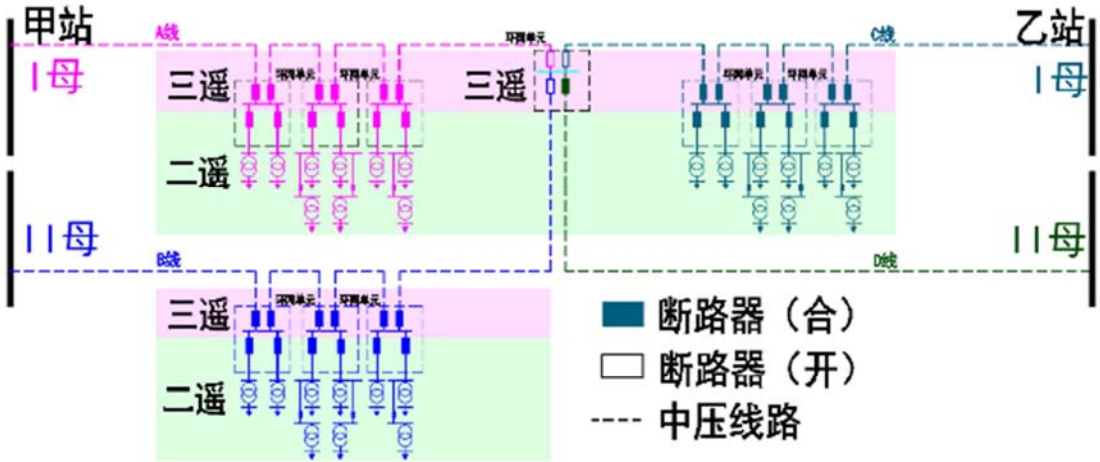 甲站
A线
环网单元
C线
乙站
I母
三遥
环网单元
环网单元
三遥
环网单元
环网单元
I母
二遥
II母
B线
D线
II母
三遥
环网单元
环网单元
二遥
断路器（合）
断路器（开）
中压线路